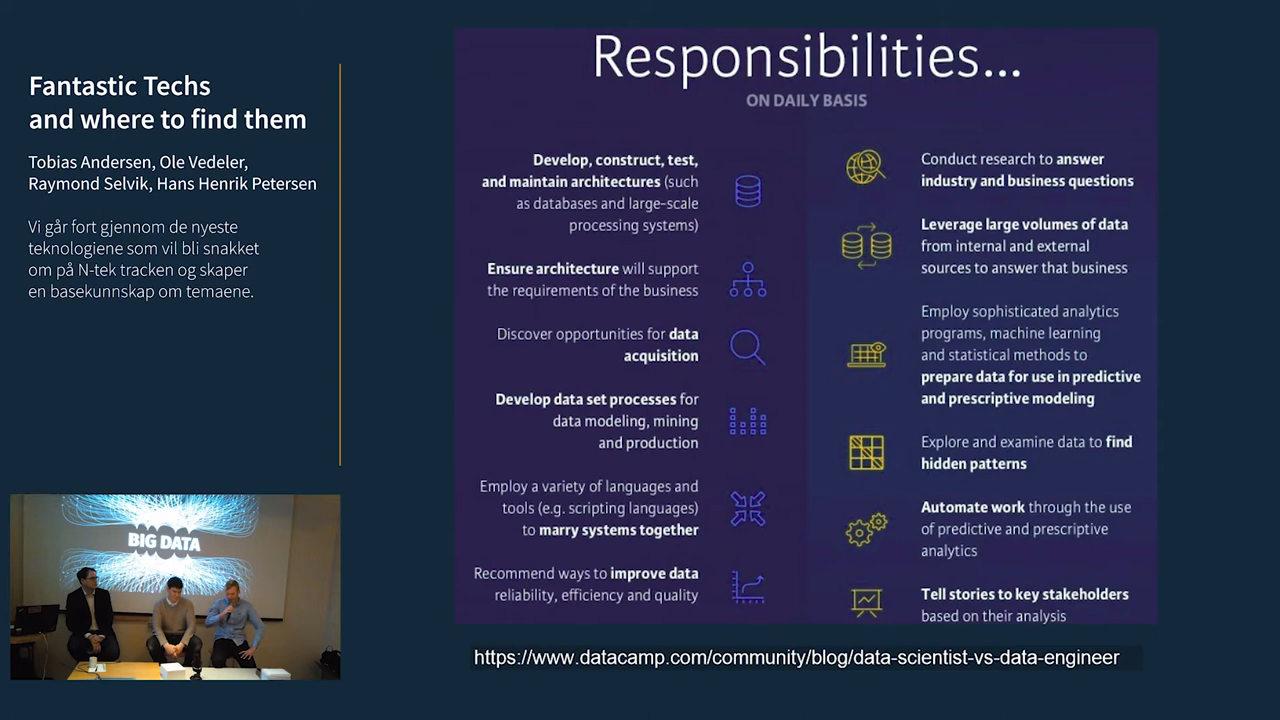 Fantastic Techs
and where to find them
Tobias Andersen, Ole Vedeler,
Raymond Selvik, Hans Henrik Petersen
Vi går fort gjennom de nyeste
teknologiene som vil bli snakket
om på N-tek tracken og skaper
en basekunnskap om temaene.
BIG DATA
Responsibilities...
ON DAILY BASIS
Develop, construct, test,
and maintain architectures (such
as databases and large-scale
processing systems)
Ensure architecture will support
the requirements of the business
Discover opportunities for data
acquisition
Develop data set processes for
data modeling, mining
and production
Employ a variety of languages and
tools (e.g. scripting languages)
to marry systems together
Recommend ways to improve data
reliability, efficiency and quality
Conduct research to answer
industry and business questions
Leverage large volumes of data
from internal and external
sources to answer that business
Employ sophisticated analytics
programs, machine learning
and statistical methods to
prepare data for use in predictive
and prescriptive modeling
Explore and examine data to find
hidden patterns
Automate work through the use
of predictive and prescriptive
analytics
Tell stories to key stakeholders
based on their analysis
https://www.datacamp.com/community/blog/data-scientist-vs-data-engineer